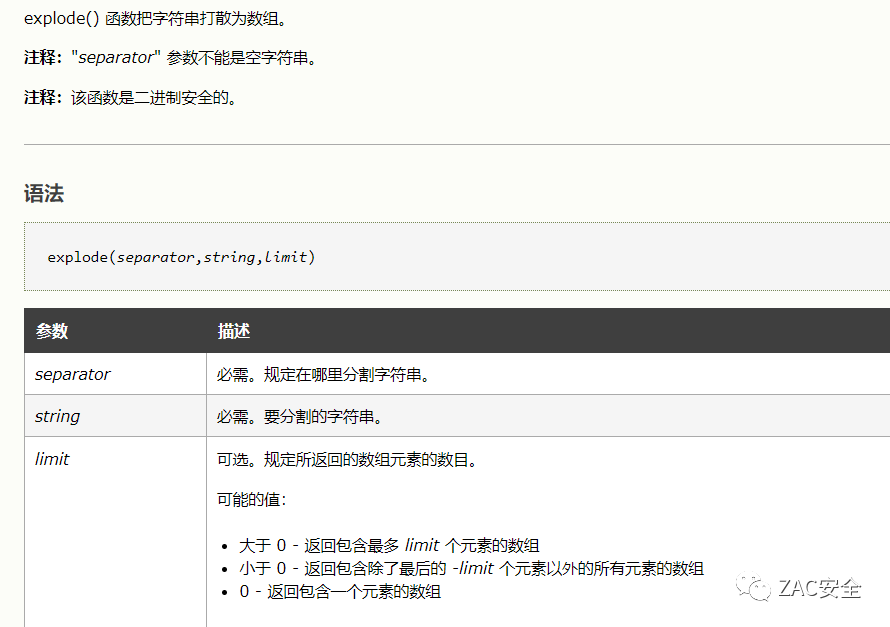 explode() 函数把字符串打散为数组。
注释："separator" 参数不能是空字符串。
注释：该函数是二进制安全的。
语法
explode(separator,string,limit)
参数 描述
separator 必需。规定在哪里分割字符串。
string 必需。要分割的字符串。
limit 可选。规定所返回的数组元素的数目。
可能的值：
• 大于 0 - 返回包含最多 limit 个元素的数组
• 小于 0 - 返回包含除了最后的 -limit 个元素以外的所有元素的数组
• 0 - 返回包含一个元素的数组
ZAC安全